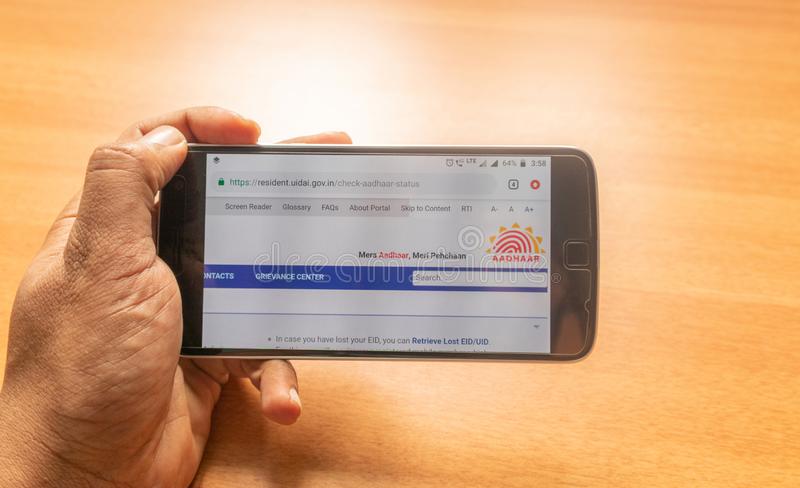 LTE 64% 3:58
https://resident.uidai.gov.in/check-aadhaar-status 4
Screen Reader Glossary FAQs About Portal Skip to Content RTI A- A A+
Mera Aadhaar, Meri Pehchaan
AADHAAR
ONTACTS GRIEVANCE CENTER Search
In case you have lost your EID, you can Retrieve Lost EID/UID.
dreamstime